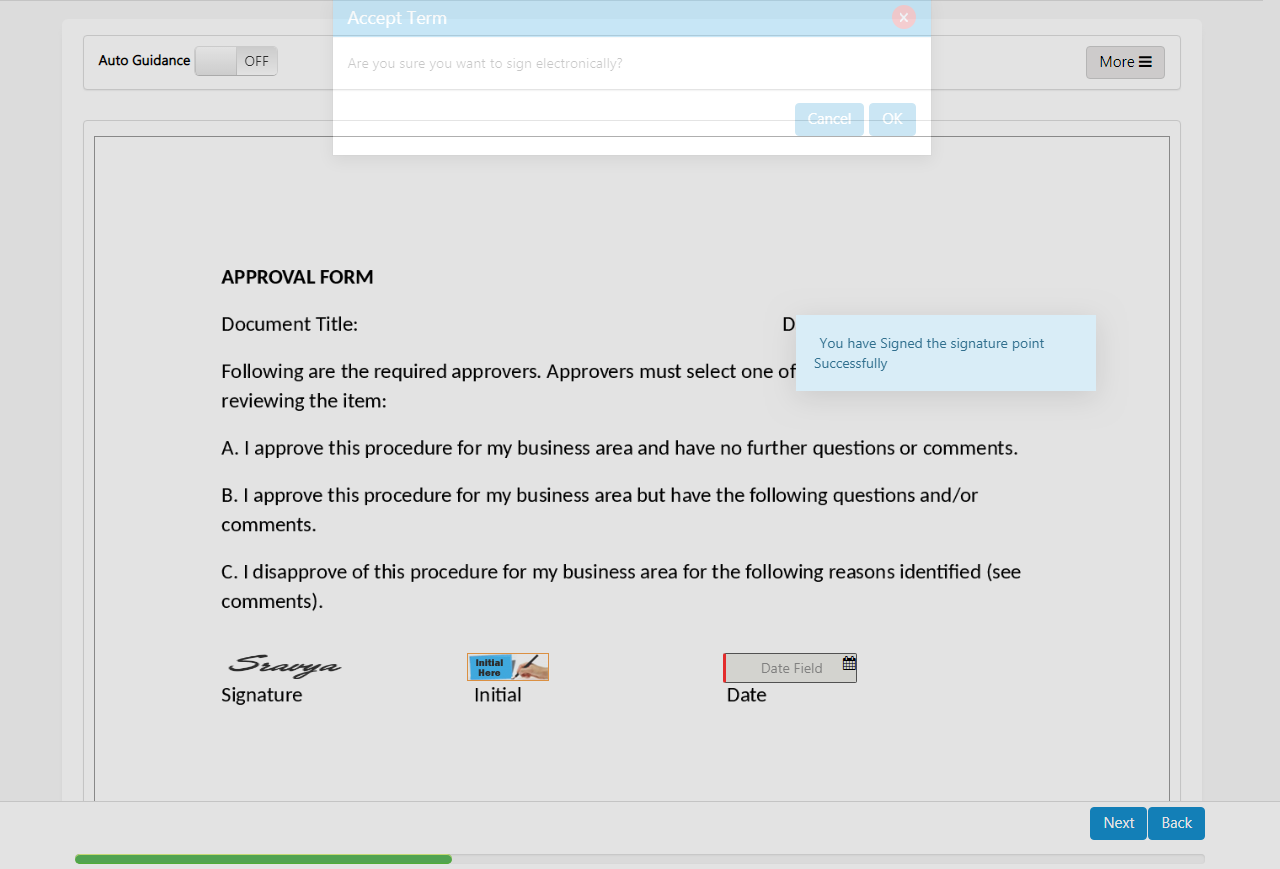 Accept Term
x
Are you sure you want to sign electronically?
Auto Guidance OFF
More
Cancel OK
APPROVAL FORM
Document Title: D
You have Signed the signature point
Successfully
Following are the required approvers. Approvers must select one of
reviewing the item:
A. I approve this procedure for my business area and have no further questions or comments.
B. I approve this procedure for my business area but have the following questions and/or
comments.
C. I disapprove of this procedure for my business area for the following reasons identified (see
comments).
Sravya
Initial
Here
Date Field
Signature Initial Date
Next Back